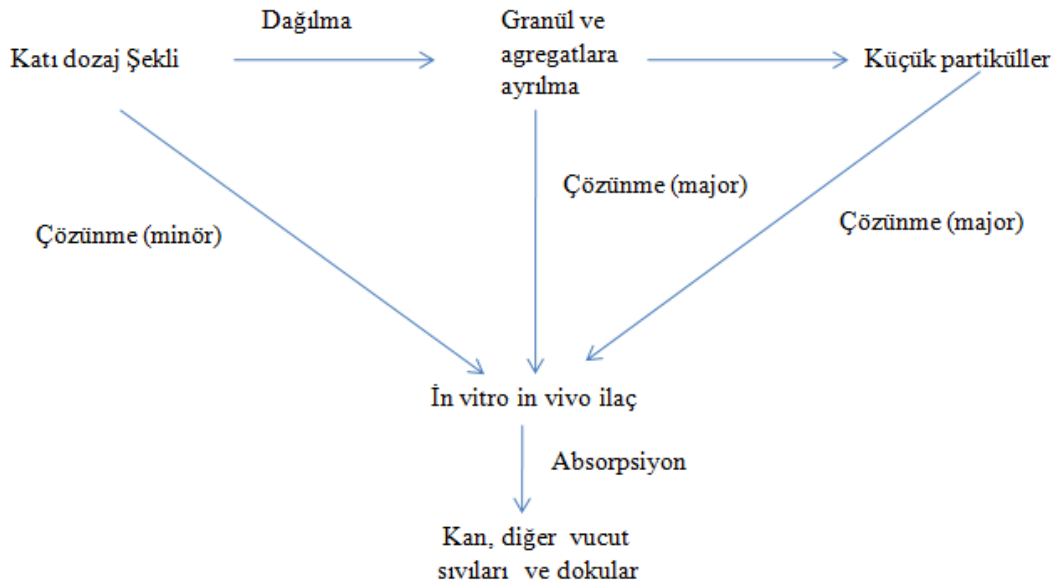 Dağılma
Katı dozaj Şekli
Granül ve
agregatlara
ayrılma
Küçük partiküller
Çözünme (minör)
Çözünme (major)
Çözünme (major)
İn vitro in vivo ilaç
Absorpsiyon
Kan, diğer vucut
sıvıları ve dokular